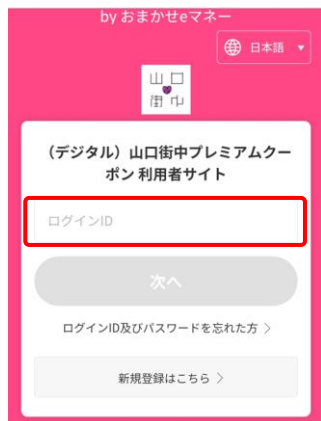 by おまかせeマネー
日本語
山口
街中
（デジタル）山口街中プレミアムクー
ポン 利用者サイト
ログインID
次へ
ログインID及びパスワードを忘れた方
新規登録はこちら